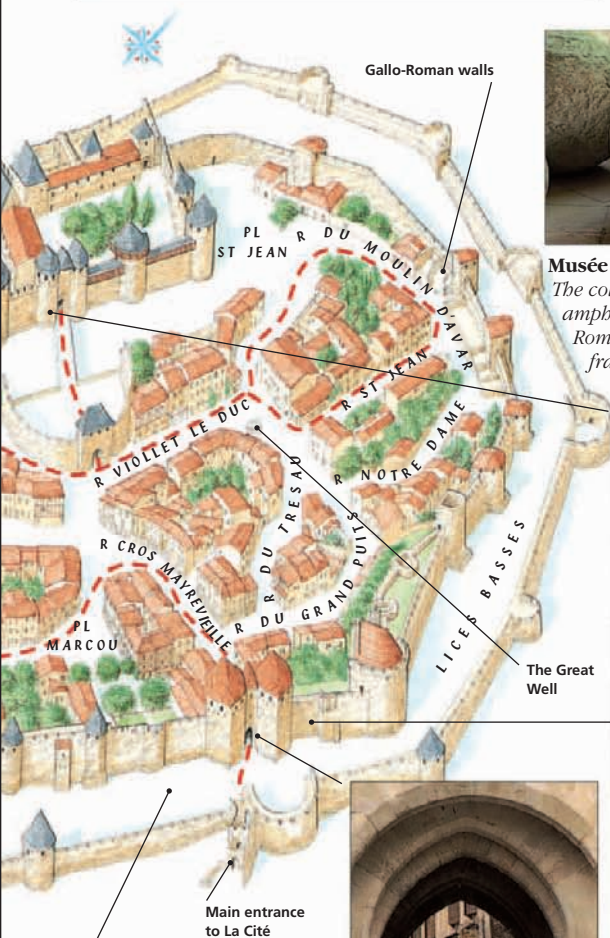 Gallo-Roman walls
PL
ST JEAN
R DU MOULIN D'AVAR
Musée
The col
amph
Rom
fra
R ST JEAN
R VIOLLET LE DUC
R NOTRE DAME
R DU TRESAU
R CROS MAYREVIEILLE
R DU GRAND PUITS
PL
MARCOU
LICES BASSES
The Great
Well
Main entrance
to La Cité